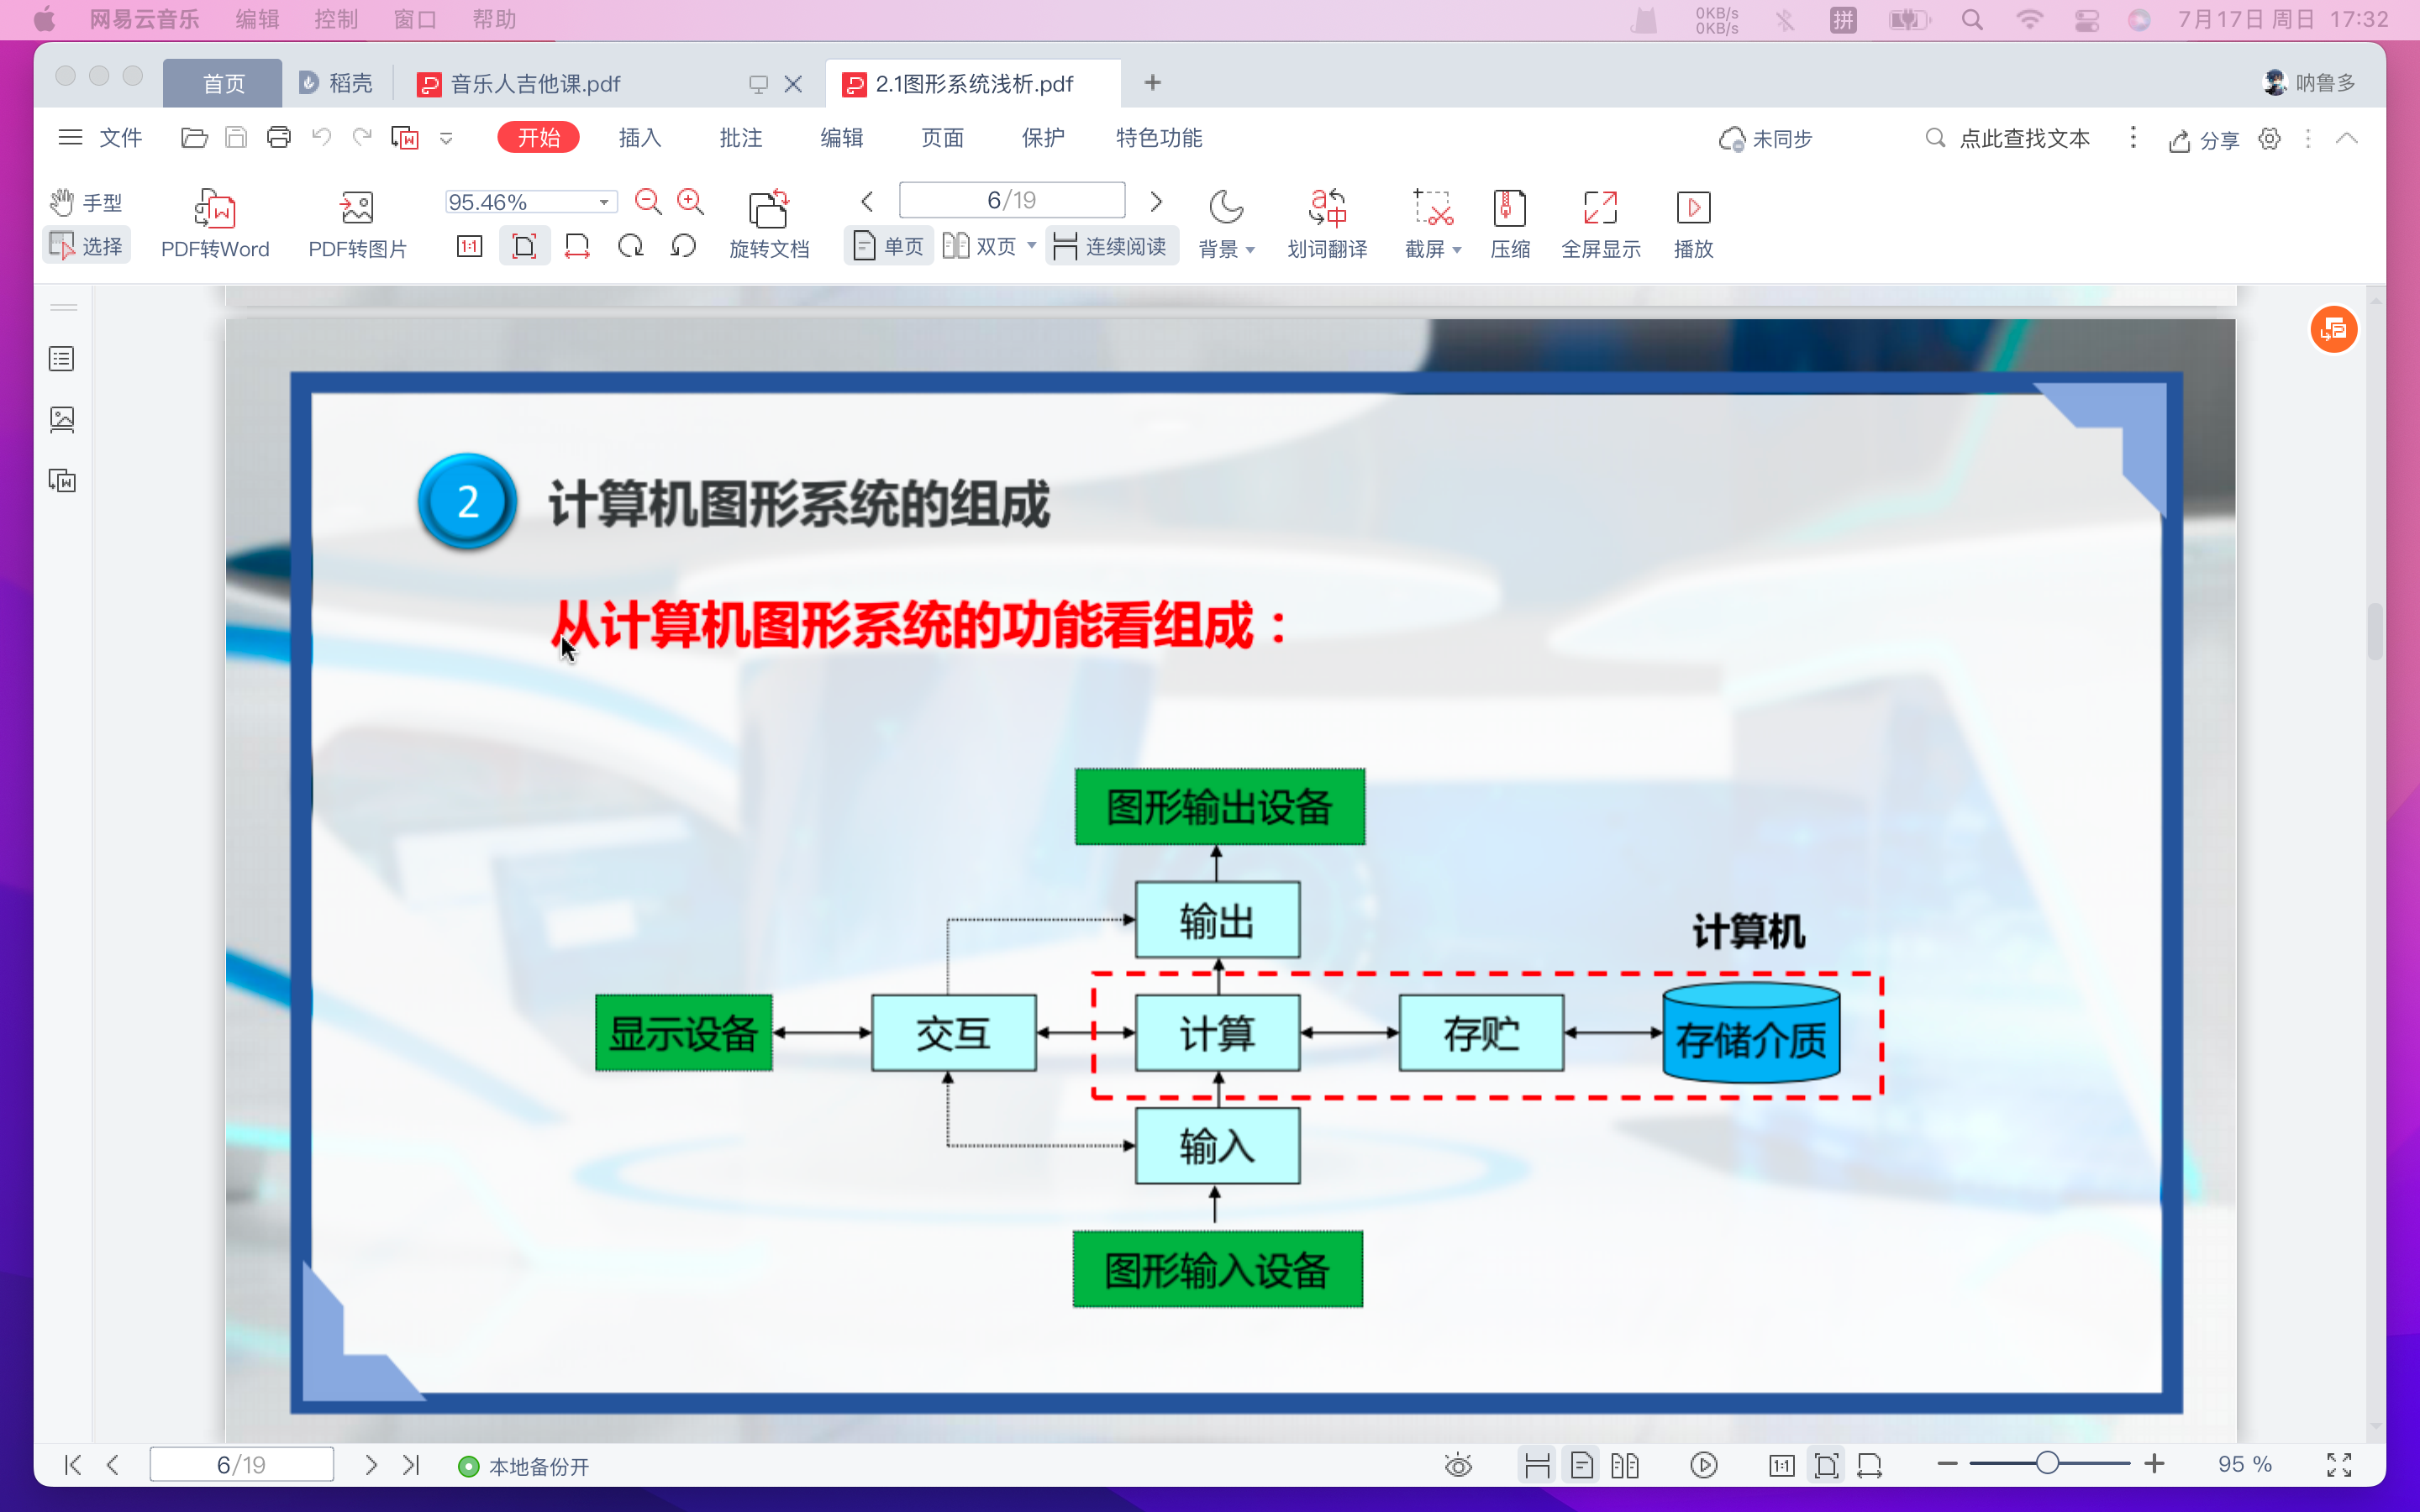 网易云音乐 编辑 控制 窗口 帮助 0KB/s 0KB/s 拼 7月17日 周日 17:32
首页 稻壳 音乐人吉他课.pdf 2.1图形系统浅析.pdf + 呐鲁多
文件 开始 插入 批注 编辑 页面 保护 特色功能 未同步 点此查找文本 分享
手型 95.46% 6/19
选择 PDF转Word PDF转图片 1:1 旋转文档 单页 双页 连续阅读 背景 划词翻译 截屏 压缩 全屏显示 播放
2 计算机图形系统的组成
从计算机图形系统的功能看组成：
图形输出设备
输出
计算机
显示设备 交互 计算 存贮 存储介质
输入
图形输入设备
6/19 本地备份开 1:1 95 %